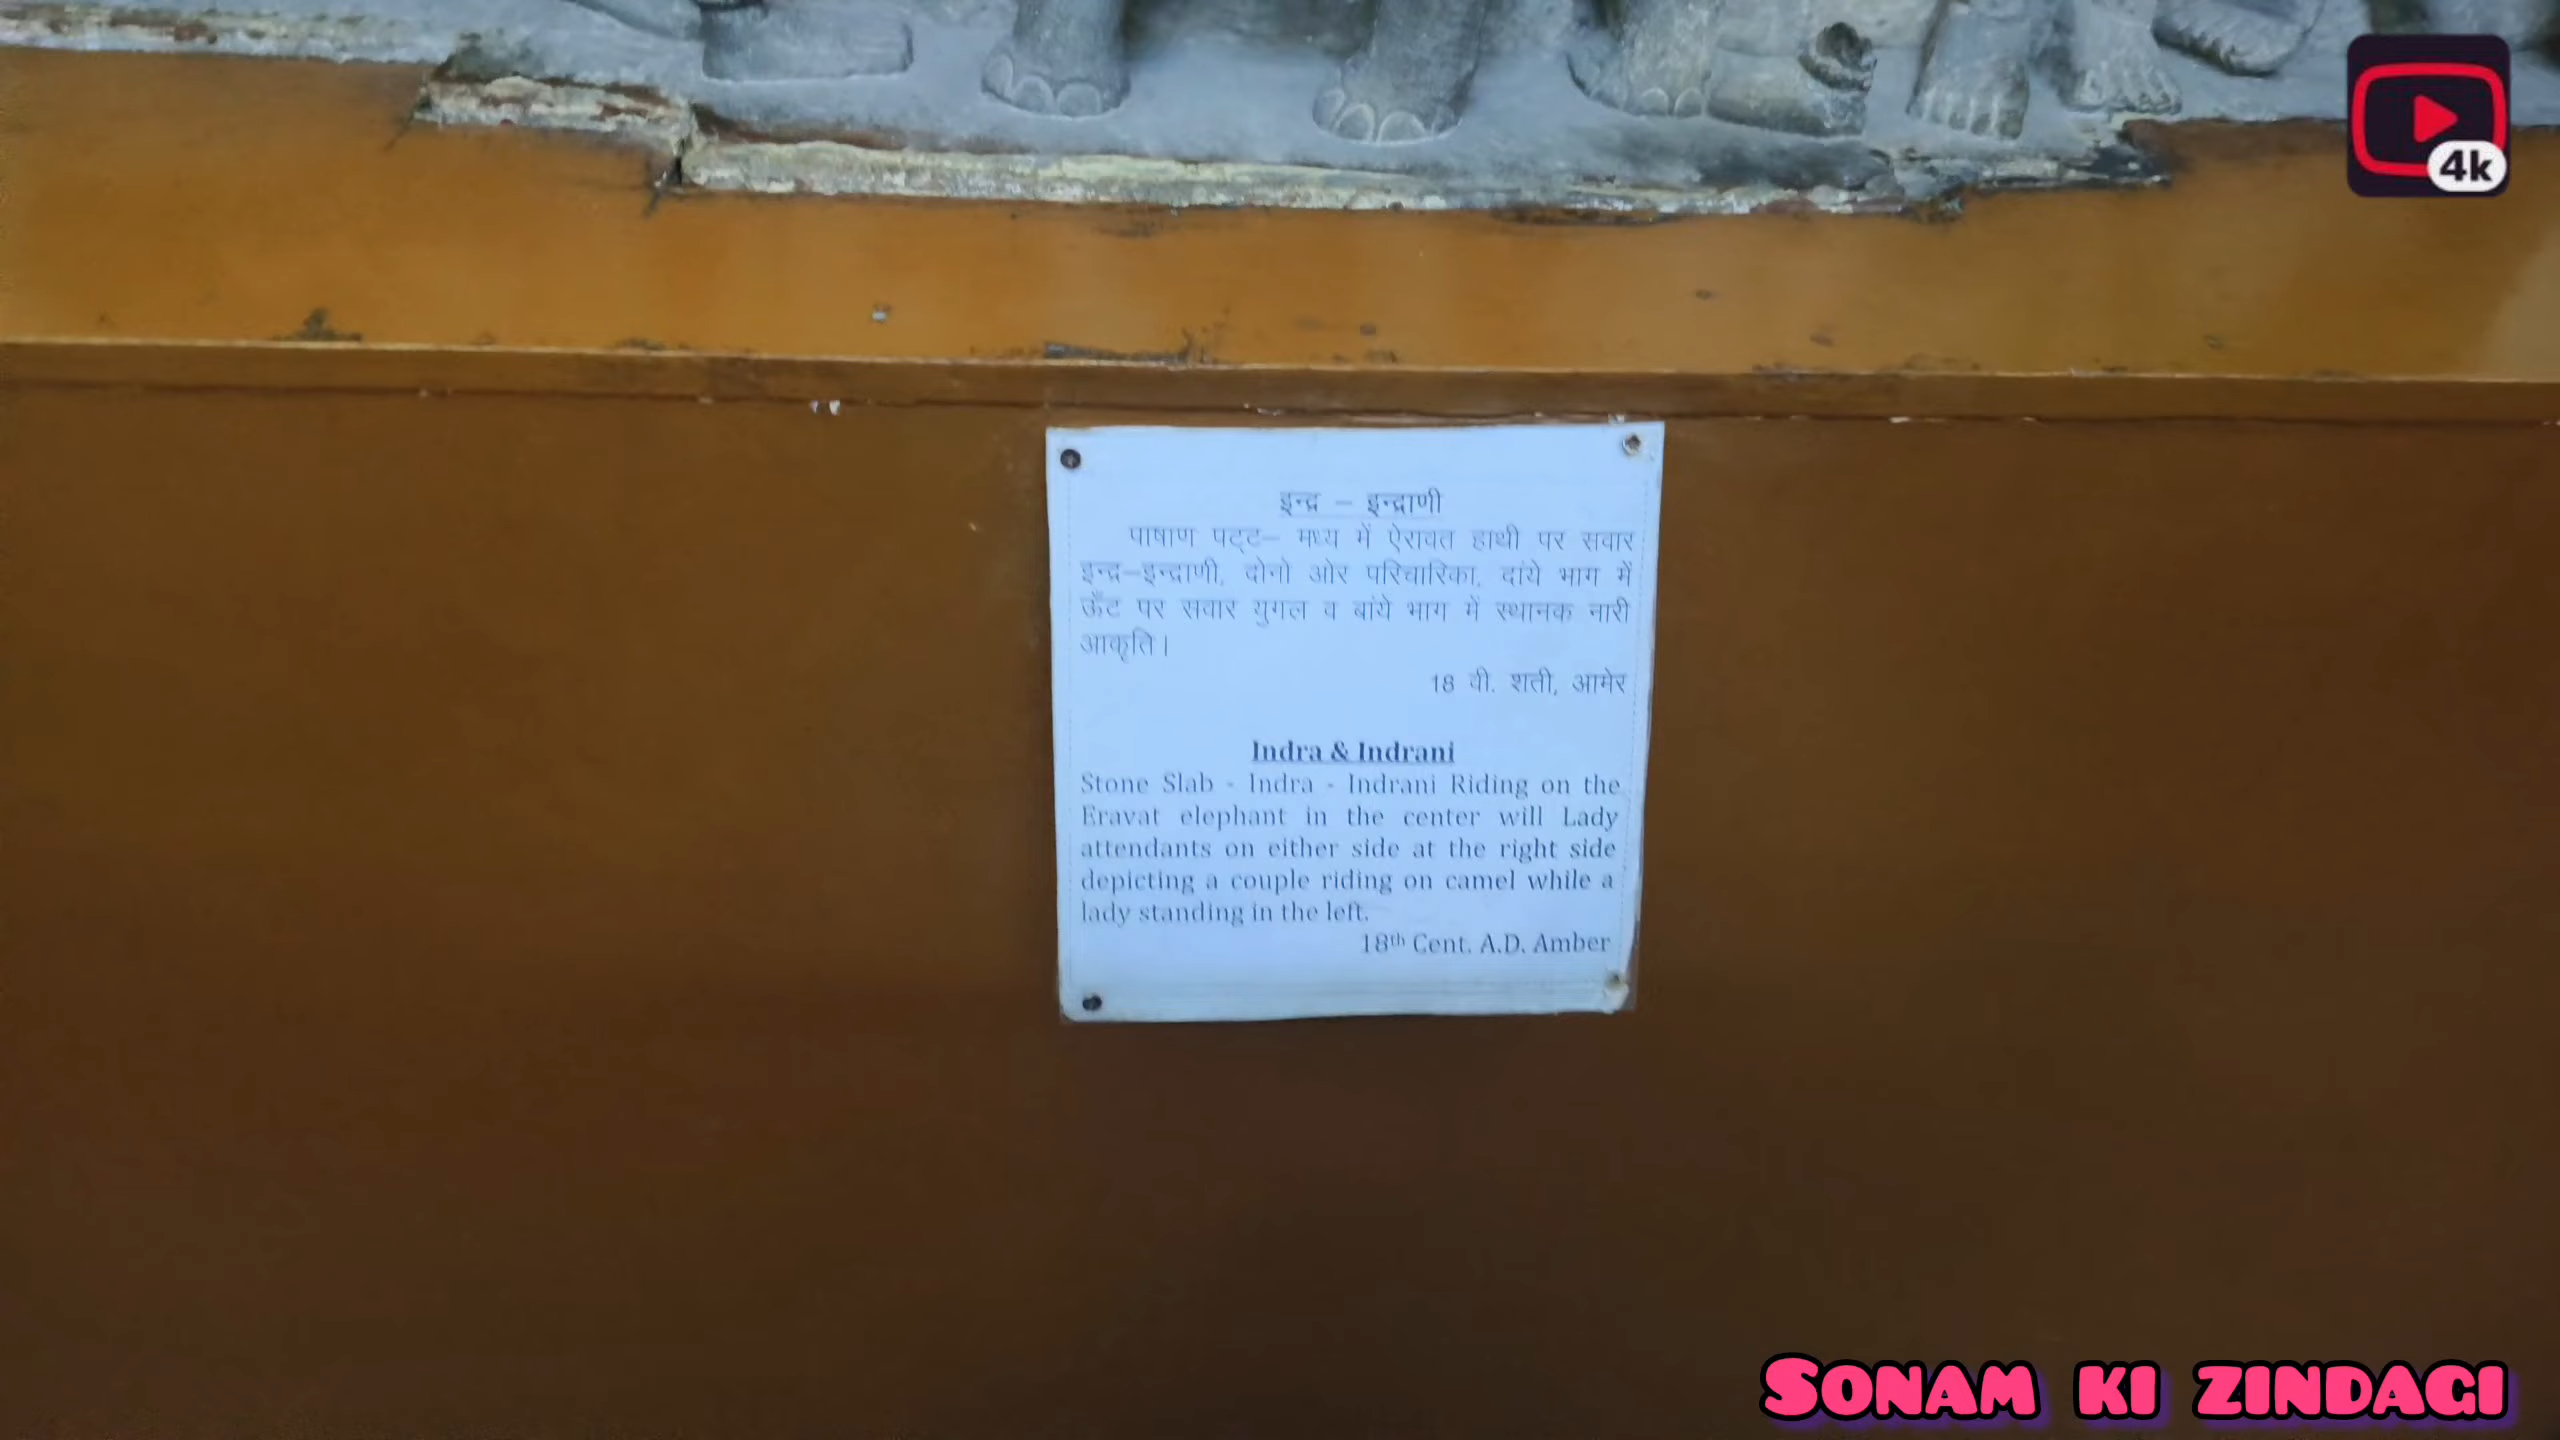 4k
इन्द्र – इन्द्राणी
पाषाण पट्ट– मध्य में ऐरावत हाथी पर सवार
इन्द्र–इन्द्राणी, दोनो ओर परिचारिका, दांये भाग में
ऊँट पर सवार युगल व बांये भाग में स्थानक नारी
आकृति।
18 वी. शती, आमेर
Indra & Indrani
Stone Slab - Indra - Indrani Riding on the
Eravat elephant in the center will Lady
attendants on either side at the right side
depicting a couple riding on camel while a
lady standing in the left.
18th Cent. A.D. Amber
SONAM KI ZINDAGI